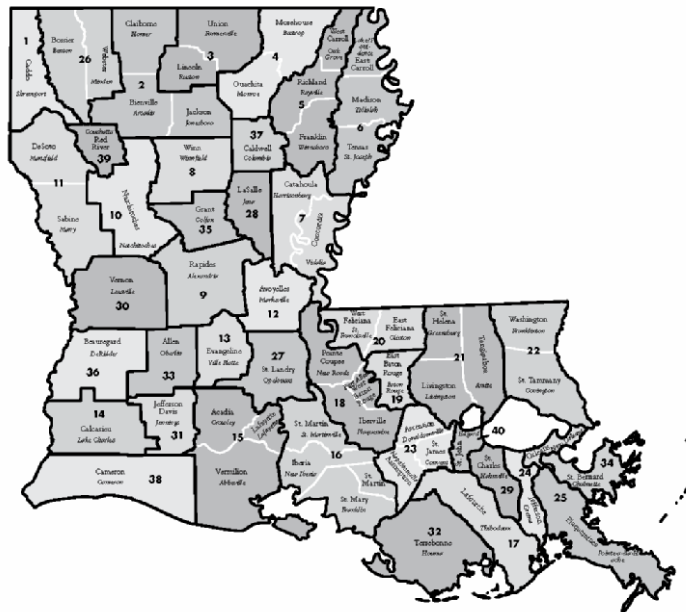 1
Caddo
Shreveport
Bossier
Benton
26
Webster
Minden
Claiborne
Homer
2
Bienville
Arcadia
Jackson
Jonesboro
Union
Farmerville
3
Lincoln
Ruston
Morehouse
Bastrop
4
Ouachita
Monroe
West
Carroll
Oak
Grove
East
Carroll
Richland
Rayville
5
Franklin
Winnsboro
Madison
Tallulah
6
Tensas
St. Joseph
Coushatta
Red
River
39
DeSoto
Mansfield
11
Sabine
Many
10
Natchitoches
Natchitoches
Winn
Winnfield
8
37
Caldwell
Columbia
LaSalle
Jena
28
Grant
Colfax
35
Catahoula
Harrisonburg
7
Concordia
Vidalia
Vernon
Leesville
30
Rapides
Alexandria
9
Avoyelles
Marksville
12
Beauregard
DeRidder
36
Allen
Oberlin
33
13
Evangeline
Ville Platte
27
St. Landry
Opelousas
14
Calcasieu
Lake Charles
Jefferson
Davis
Jennings
31
Acadia
Crowley
15
Lafayette
Lafayette
Vermilion
Abbeville
Cameron
Cameron
38
St. Martin
St. Martinville
16
Iberia
New Iberia
St.
Martin
St. Mary
Franklin
Pointe
Coupee
New Roads
18
West
Baton
Rouge
Iberville
Plaquemine
West
Feliciana
St.
Francisville
East
Feliciana
Clinton
20
East
Baton
Rouge
Baton
Rouge
19
St.
Helena
Greensburg
21
Tangipahoa
Amite
Livingston
Livingston
Washington
Franklinton
22
St. Tammany
Covington
Ascension
Donaldsonville
23
St.
James
Convent
Assumption
Napoleonville
St. John
40
Orleans
New Orleans
St.
Charles
Hahnville
29
24
Jefferson
Gretna
St. Bernard
Chalmette
34
25
Plaquemines
Lafourche
Thibodaux
17
32
Terrebonne
Houma